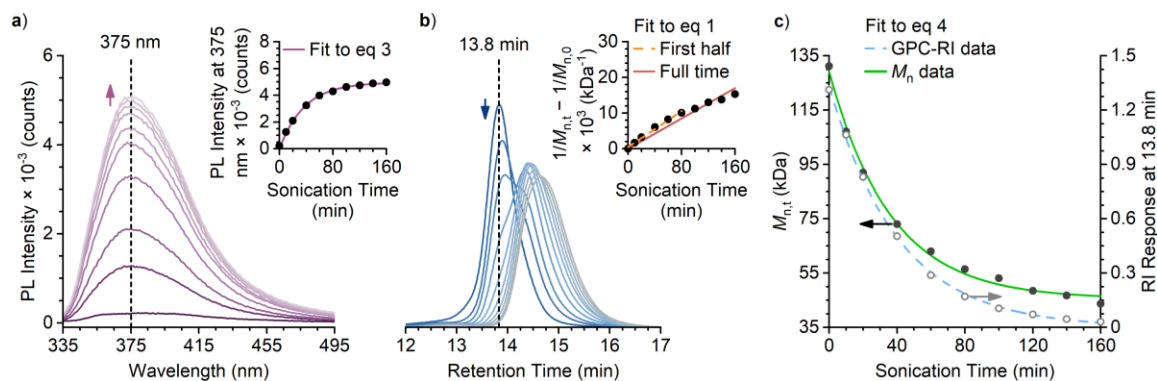 a)
375 nm
PL Intensity × 10⁻³ (counts)
6
5
4
3
2
1
0
335 375 415 455 495
Wavelength (nm)
PL Intensity at 375
nm × 10⁻³ (counts)
8
6
4
2
0
Fit to eq 3
0 40 80 120 160
Sonication Time
(min)
b)
13.8 min
12 13 14 15 16 17
Retention Time (min)
1/Mn,t − 1/Mn,0
× 10³ (kDa⁻¹)
30
20
10
0
Fit to eq 1
First half
Full time
0 40 80 120 160
Sonication Time
(min)
c)
Fit to eq 4
GPC-RI data
Mn data
Mn,t (kDa)
135
115
95
75
55
35
1.5
1.2
0.9
0.6
0.3
0
RI Response at 13.8 min
0 40 80 120 160
Sonication Time (min)